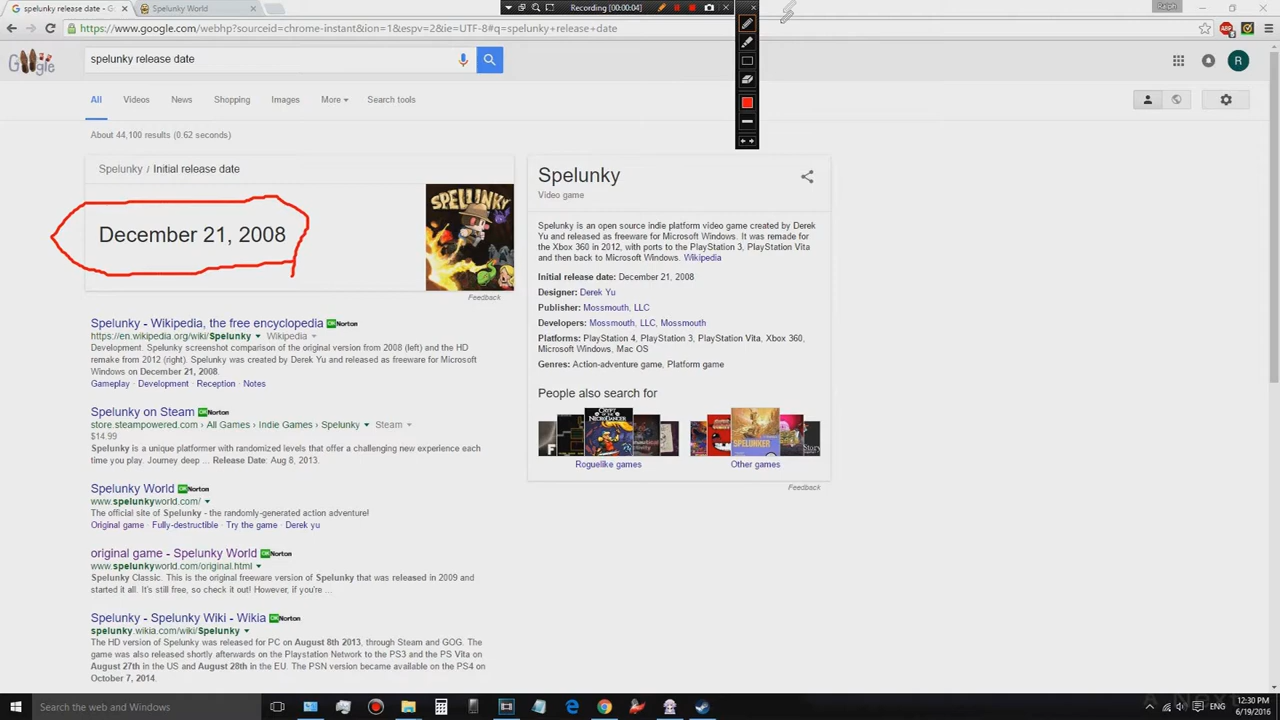 spelunky release date - G
Spelunky World
Recording [00:00:04]
Ralph
https://www.google.com/webhp?sourceid=chrome-instant&ion=1&espv=2&ie=UTF-8#q=spelunky+release+date
spelunky release date
All
Videos
News
Shopping
Images
More
Search tools
About 44,100 results (0.62 seconds)
Spelunky / Initial release date
December 21, 2008
SPELUNKY
Feedback
Spelunky - Wikipedia, the free encyclopedia OK Norton
https://en.wikipedia.org/wiki/Spelunky Wikipedia
Development. Spelunky screenshot comparison of the original version from 2008 (left) and the HD
remake from 2012 (right). Spelunky was created by Derek Yu and released as freeware for Microsoft
Windows on December 21, 2008.
Gameplay · Development · Reception · Notes
Spelunky on Steam OK Norton
store.steampowered.com › All Games › Indie Games › Spelunky Steam
$14.99
Spelunky is a unique platformer with randomized levels that offer a challenging new experience each
time you play. Journey deep ... Release Date: Aug 8, 2013.
Spelunky World OK Norton
www.spelunkyworld.com/
The official site of Spelunky - the randomly-generated action adventure!
Original game · Fully-destructible · Try the game · Derek yu
original game - Spelunky World OK Norton
www.spelunkyworld.com/original.html
Spelunky Classic. This is the original freeware version of Spelunky that was released in 2009 and
started it all. It's still free, so check it out! However, if you're ...
Spelunky - Spelunky Wiki - Wikia OK Norton
spelunky.wikia.com/wiki/Spelunky
The HD version of Spelunky was released for PC on August 8th 2013, through Steam and GOG. The
game was also released shortly afterwards on the Playstation Network to the PS3 and the PS Vita on
August 27th in the US and August 28th in the EU. The PSN version became available on the PS4 on
October 7, 2014.
Spelunky
Video game
Spelunky is an open source indie platform video game created by Derek
Yu and released as freeware for Microsoft Windows. It was remade for
the Xbox 360 in 2012, with ports to the PlayStation 3, PlayStation Vita
and then back to Microsoft Windows. Wikipedia
Initial release date: December 21, 2008
Designer: Derek Yu
Publisher: Mossmouth, LLC
Developers: Mossmouth, LLC, Mossmouth
Platforms: PlayStation 4, PlayStation 3, PlayStation Vita, Xbox 360,
Microsoft Windows, Mac OS
Genres: Action-adventure game, Platform game
People also search for
CRYPT
NECRODANCER
SPELUNKER
Story
Roguelike games
Other games
Feedback
R
Search the web and Windows
ENG
12:30 PM
6/19/2016